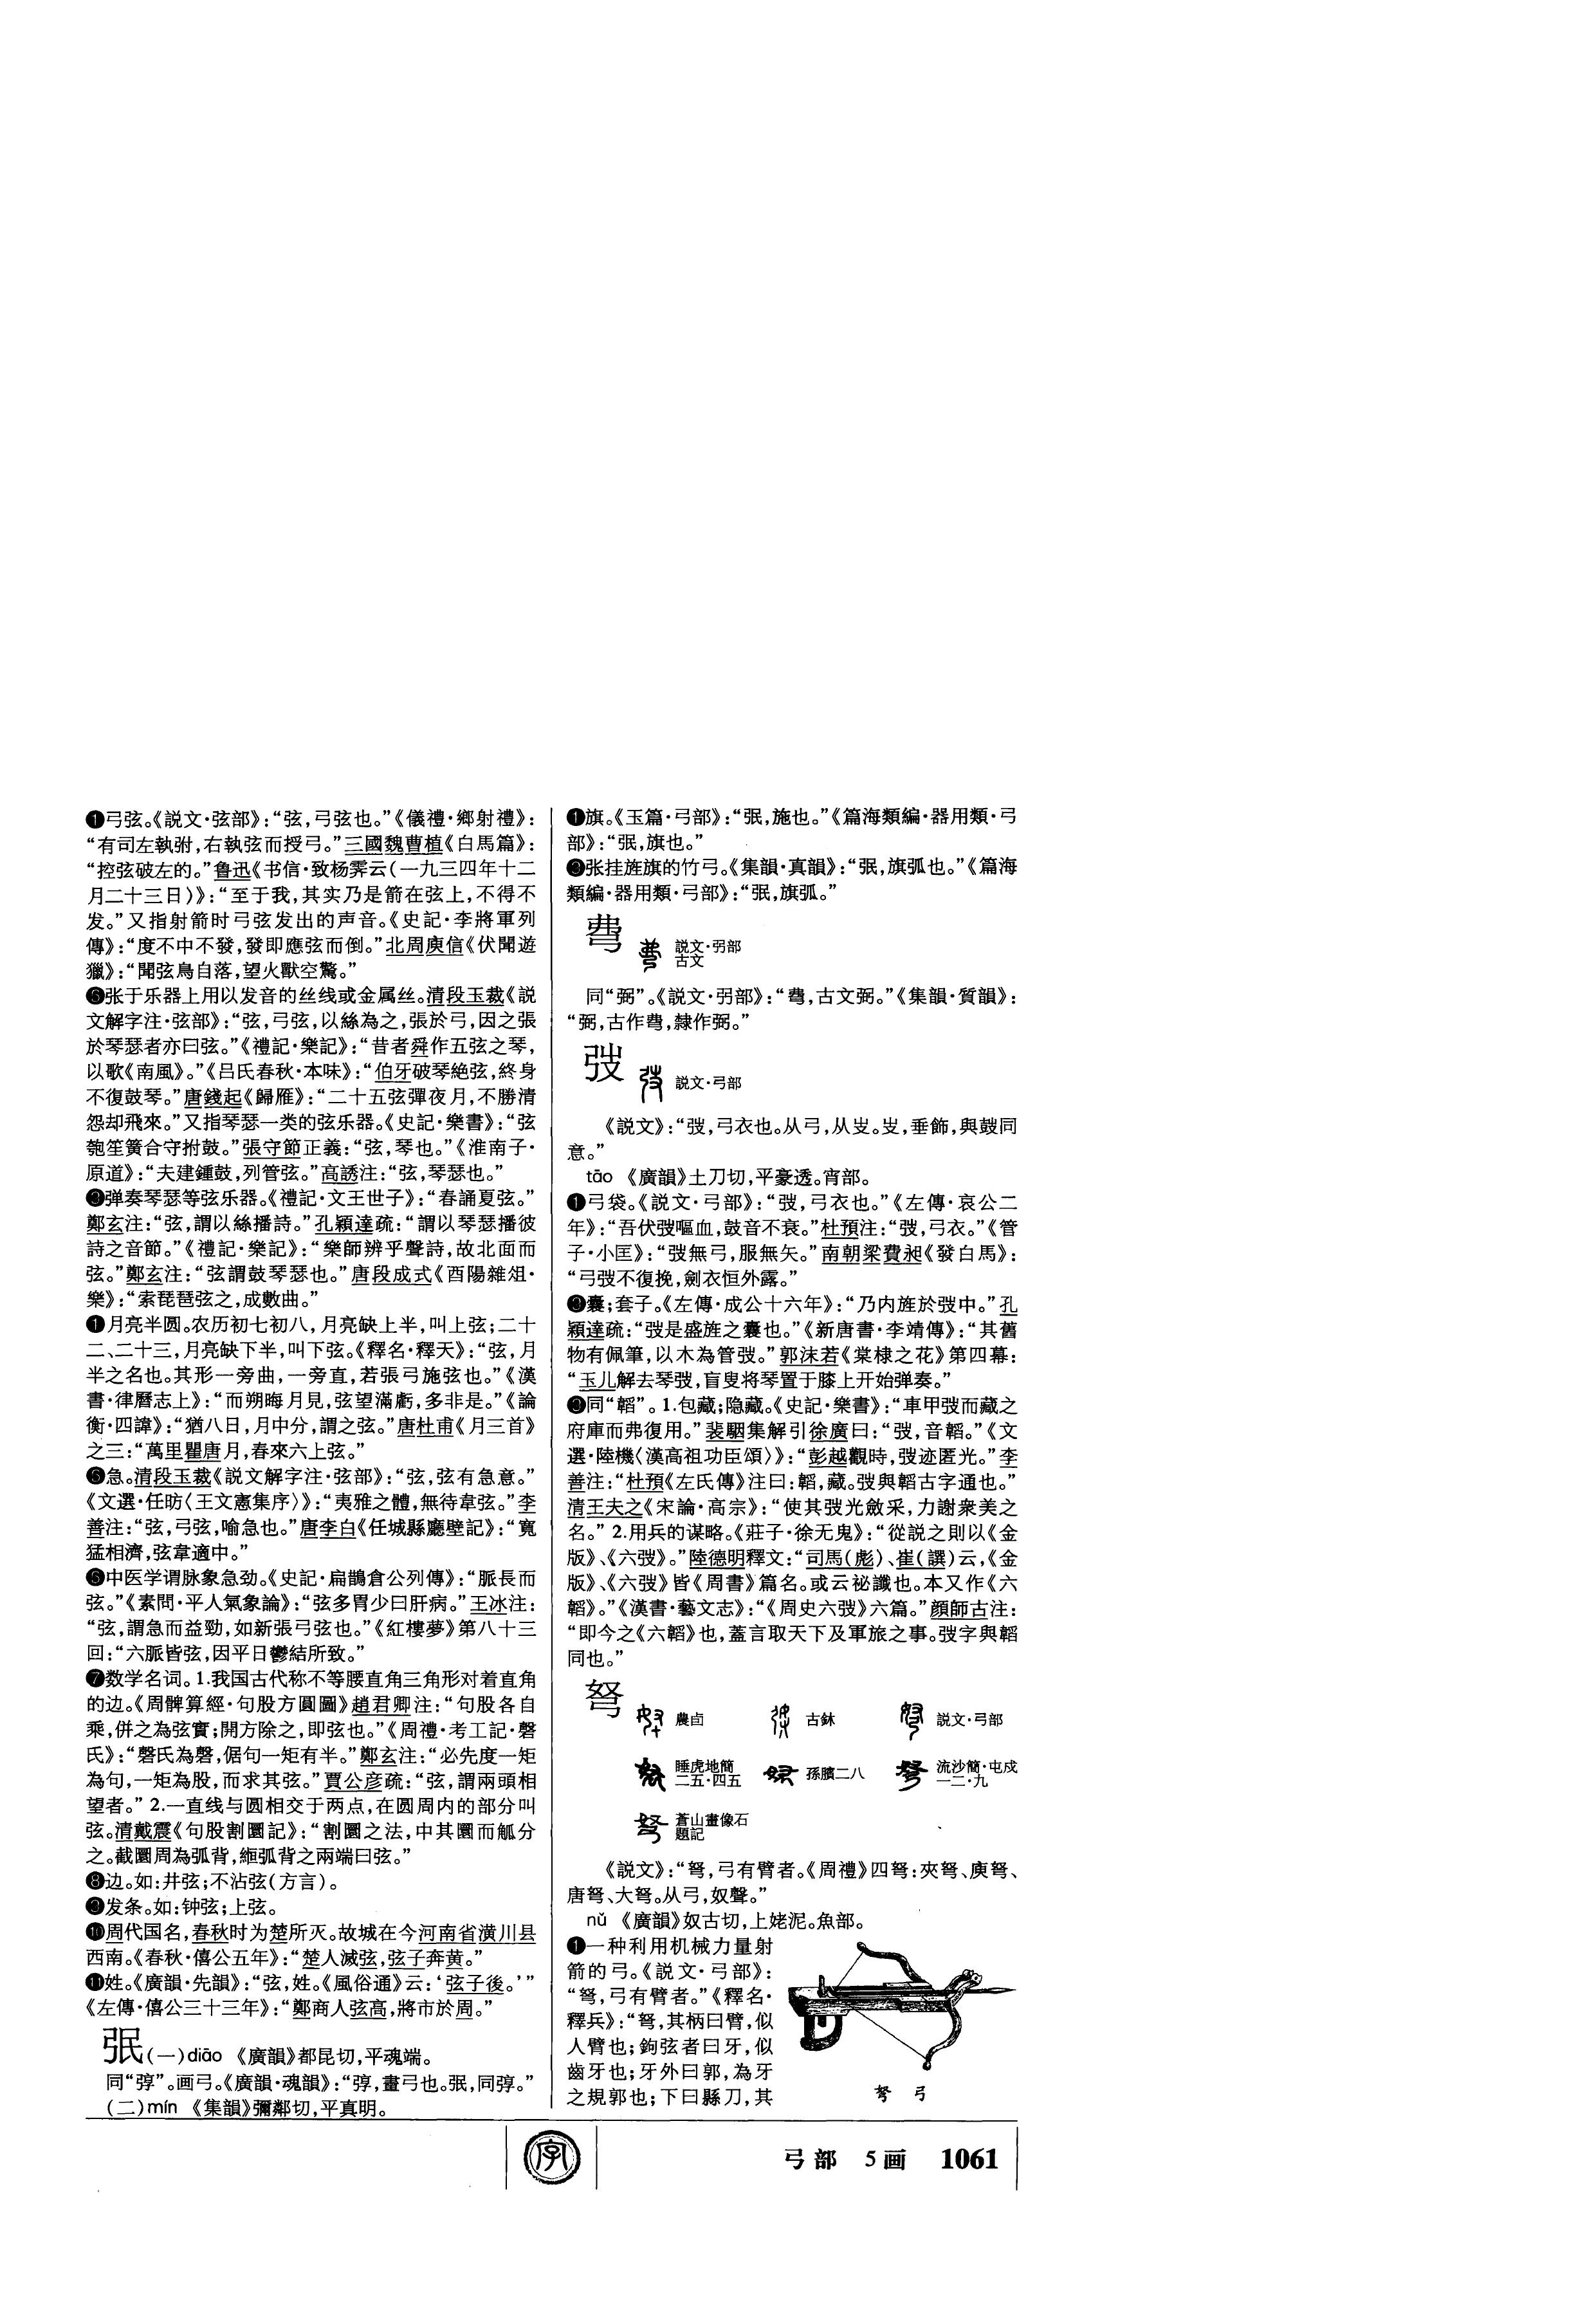 ❶弓弦。《説文·弦部》：“弦，弓弦也。”《儀禮·鄉射禮》：
“有司左執弣，右執弦而授弓。”三國魏曹植《白馬篇》：
“控弦破左的。”鲁迅《书信·致杨霁云（一九三四年十二
月二十三日）》：“至于我，其实乃是箭在弦上，不得不
发。”又指射箭时弓弦发出的声音。《史記·李將軍列
傳》：“度不中不發，發即應弦而倒。”北周庾信《伏聞遊
獵》：“聞弦鳥自落，望火獸空驚。”
張于乐器上用以发音的丝线或金属丝。清段玉裁《説
文解字注·弦部》：“弦，弓弦，以絲為之，張於弓，因之張
於琴瑟者亦曰弦。”《禮記·樂記》：“昔者舜作五弦之琴，
以歌《南風》。”《吕氏春秋·本味》：“伯牙破琴絶弦，終身
不復鼓琴。”唐錢起《歸雁》：“二十五弦彈夜月，不勝清
怨却飛來。”又指琴瑟一类的弦乐器。《史記·樂書》：“弦
匏笙簧合守拊鼓。”張守節正義：“弦，琴也。”《淮南子·
原道》：“夫建鍾鼓，列管弦。”高誘注：“弦，琴瑟也。”
❸弹奏琴瑟等弦乐器。《禮記·文王世子》：“春誦夏弦。”
鄭玄注：“弦，謂以絲播詩。”孔穎達疏：“謂以琴瑟播彼
詩之音節。”《禮記·樂記》：“樂師辨乎聲詩，故北面而
弦。”鄭玄注：“弦謂鼓琴瑟也。”唐段成式《酉陽雜俎·
樂》：“索琵琶弦之，成數曲。”
❶月亮半圆。农历初七初八，月亮缺上半，叫上弦；二十
二、二十三，月亮缺下半，叫下弦。《釋名·釋天》：“弦，月
半之名也。其形一旁曲，一旁直，若張弓施弦也。”《漢
書·律曆志上》：“而朔晦月見，弦望滿虧，多非是。”《論
衡·四諱》：“猶八日，月中分，謂之弦。”唐杜甫《月三首》
之三：“萬里瞿唐月，春來六上弦。”
急。清段玉裁《説文解字注·弦部》：“弦，弦有急意。”
《文選·任昉〈王文憲集序〉》：“夷雅之體，無待韋弦。”李
善注：“弦，弓弦，喻急也。”唐李白《任城縣廳壁記》：“寬
猛相濟，弦韋適中。”
❻中医学谓脉象急劲。《史記·扁鵲倉公列傳》：“脈長而
弦。”《素問·平人氣象論》：“弦多胃少曰肝病。”王冰注：
“弦，謂急而益勁，如新張弓弦也。”《紅樓夢》第八十三
回：“六脈皆弦，因平日鬱結所致。”
❼数学名词。1.我国古代称不等腰直角三角形对着直角
的边。《周髀算經·句股方圓圖》趙君卿注：“句股各自
乘，併之為弦實；開方除之，即弦也。”《周禮·考工記·磬
氏》：“磬氏為磬，倨句一矩有半。”鄭玄注：“必先度一矩
為句，一矩為股，而求其弦。”賈公彦疏：“弦，謂兩頭相
望者。”2.一直线与圆相交于两点，在圆周内的部分叫
弦。清戴震《句股割圜記》：“割圜之法，中其圜而觚分
之。截圜周為弧背，縆弧背之兩端曰弦。”
❽边。如：井弦；不沾弦（方言）。
发条。如：钟弦；上弦。
❿周代国名，春秋时为楚所灭。故城在今河南省潢川县
西南。《春秋·僖公五年》：“楚人滅弦，弦子奔黄。”
⓫姓。《廣韻·先韻》：“弦，姓。《風俗通》云：‘弦子後。’”
《左傳·僖公三十三年》：“鄭商人弦高，將市於周。”
弤(一)diāo 《廣韻》都昆切，平魂端。
同“弴”。画弓。《廣韻·魂韻》：“弴，畫弓也。弤，同弴。”
(二)mín 《集韻》彌鄰切，平真明。
❶旗。《玉篇·弓部》：“弤，施也。”《篇海類編·器用類·弓
部》：“弤，旗也。”
张挂旌旗的竹弓。《集韻·真韻》：“弤，旗弧也。”《篇海
類編·器用類·弓部》：“弤，旗弧。”
説文·弜部
古文
同“弼”。《説文·弜部》：“，古文弼。”《集韻·質韻》：
“弼，古作，隸作弼。”
弢
説文·弓部
《説文》：“弢，弓衣也。从弓，从㞢。㞢，垂飾，與鼓同
意。”
tāo 《廣韻》土刀切，平豪透。宵部。
❶弓袋。《説文·弓部》：“弢，弓衣也。”《左傳·哀公二
年》：“吾伏弢嘔血，鼓音不衰。”杜預注：“弢，弓衣。”《管
子·小匡》：“弢無弓，服無矢。”南朝梁費昶《發白馬》：
“弓弢不復挽，劍衣恒外露。”
囊；套子。《左傳·成公十六年》：“乃内旌於弢中。”孔
穎達疏：“弢是盛旌之囊也。”《新唐書·李靖傳》：“其舊
物有佩筆，以木為管弢。”郭沫若《棠棣之花》第四幕：
“玉儿解去琴弢，盲叟将琴置于膝上开始弹奏。”
同“韜”。1.包藏；隐藏。《史記·樂書》：“車甲弢而藏之
府庫而弗復用。”裴駰集解引徐廣曰：“弢，音韜。”《文
選·陸機〈漢高祖功臣頌〉》：“彭越觀時，弢迹匿光。”李
善注：“杜預《左氏傳》注曰：韜，藏。弢與韜古字通也。”
清王夫之《宋論·高宗》：“使其弢光斂采，力謝衆美之
名。”2.用兵的谋略。《莊子·徐无鬼》：“從説之則以《金
版》、《六弢》。”陸德明釋文：“司馬（彪）、崔（譔）云，《金
版》、《六弢》皆《周書》篇名。或云祕讖也。本又作《六
韜》。”《漢書·藝文志》：“《周史六弢》六篇。”顔師古注：
“即今之《六韜》也，蓋言取天下及軍旅之事。弢字與韜
同也。”
弩
農卣 古鉥 説文·弓部
睡虎地簡
二五·四五 孫臏二八 流沙簡·屯戍
一二·九
蒼山畫像石
題記
《説文》：“弩，弓有臂者。《周禮》四弩：夾弩、庾弩、
唐弩、大弩。从弓，奴聲。”
nǔ 《廣韻》奴古切，上姥泥。魚部。
❶一种利用机械力量射
箭的弓。《説文·弓部》：
“弩，弓有臂者。”《釋名·
釋兵》：“弩，其柄曰臂，似
人臂也；鉤弦者曰牙，似
齒牙也；牙外曰郭，為牙
之規郭也；下曰縣刀，其
弩 弓
字
弓部 5画 1061